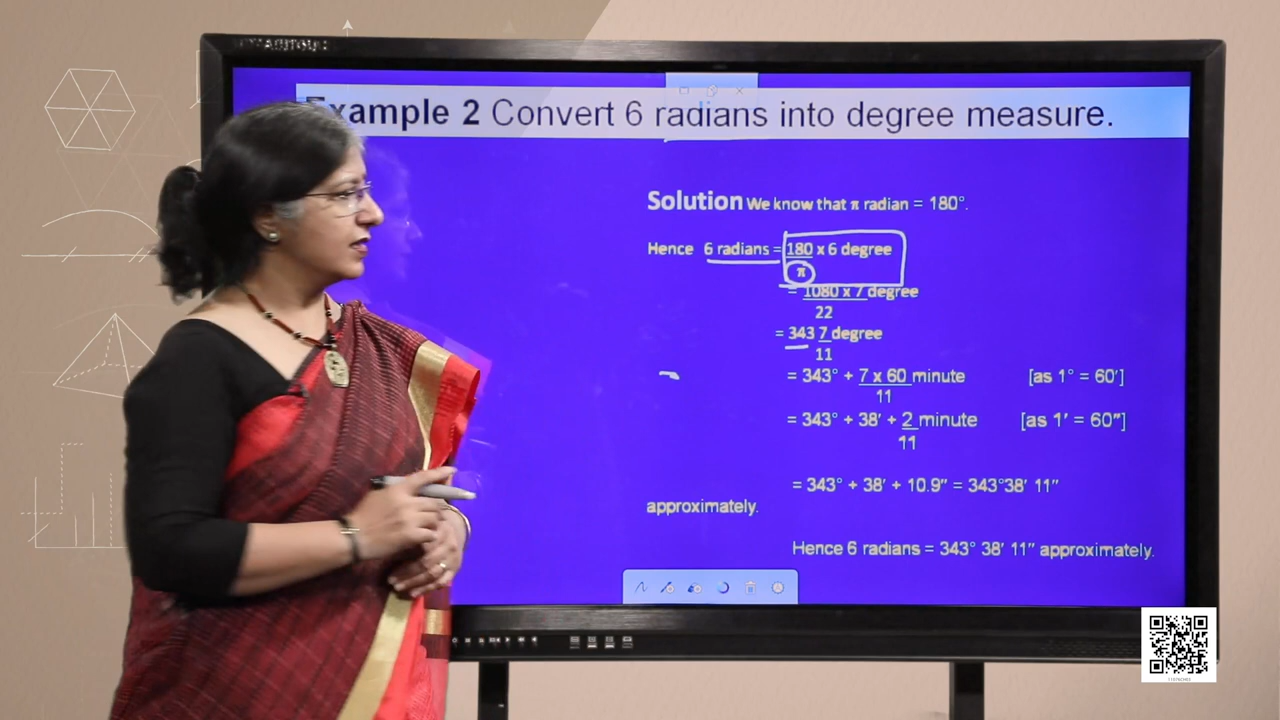 Example 2 Convert 6 radians into degree measure.
Solution We know that π radian = 180°.
Hence 6 radians = 180 x 6 degree
π
= 1080 x 7 degree
22
= 343 7 degree
11
= 343° + 7 x 60 minute [as 1° = 60′]
11
= 343° + 38′ + 2 minute [as 1′ = 60″]
11
= 343° + 38′ + 10.9″ = 343°38′ 11″
approximately.
Hence 6 radians = 343° 38′ 11″ approximately.